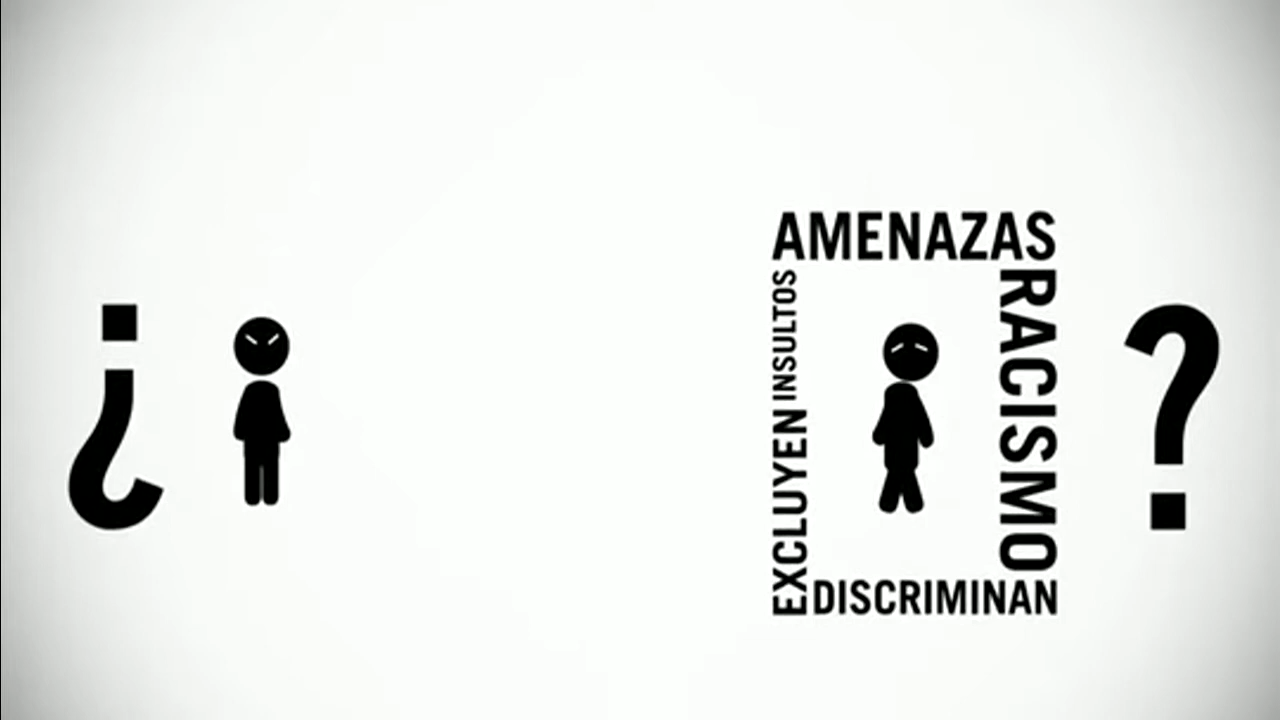 ¿
AMENAZAS
INSULTOS
EXCLUYEN
RACISMO
DISCRIMINAN
?